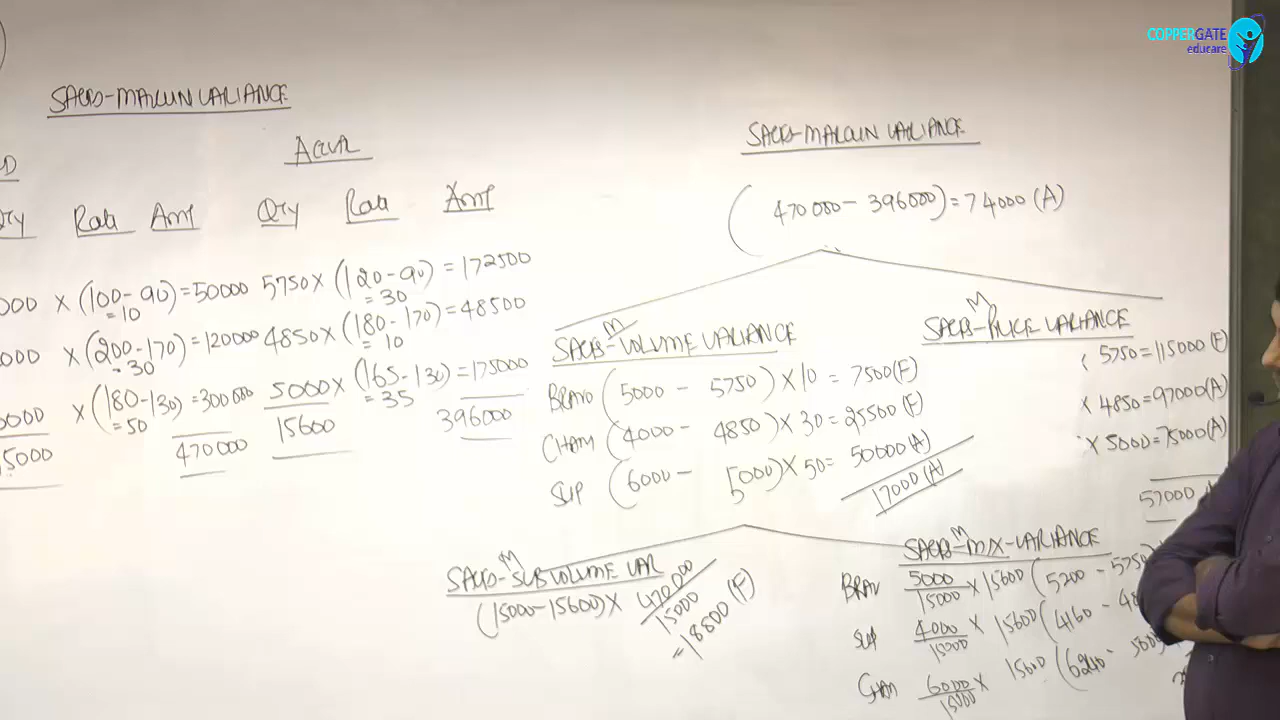 COPPERGATE
educare
SALES-MARGIN VARIANCE
ACTUAL
D
QTY Rate Amt Qty Rate Amt
000 × (100-90) = 50000 5750 × (120-90) = 172500
= 10 = 30
000 × (200-170) = 120000 4850 × (180-170) = 48500
= 30 = 10
0000 × (180-130) = 300000 5000 × (165-130) = 175000
= 50 = 35
15000 470000 15600 396000
SALES-MARGIN VARIANCE
(470000 - 396000) = 74000 (A)
M
SALES-VOLUME VARIANCE
BRAVO (5000 - 5750) × 10 = 7500 (F)
CHAM (4000 - 4850) × 30 = 25500 (F)
SUP (6000 - 5000) × 50 = 50000 (A)
17000 (A)
M
SALES-PRICE VARIANCE
( 5750 = 115000 (F)
× 4850 = 97000 (A)
× 5000 = 75000 (A)
57000
M
SALES-SUB VOLUME VAR
(15000-15600) × 470000
15000
= 18800 (F)
M
SALES-MIX-VARIANCE
BRAV 5000 × 15600 (5200 - 5750)
15000
SUP 4000 × 15600 (4160 - 48
15000
CHAM 6000 × 15600 (6240 -
15000